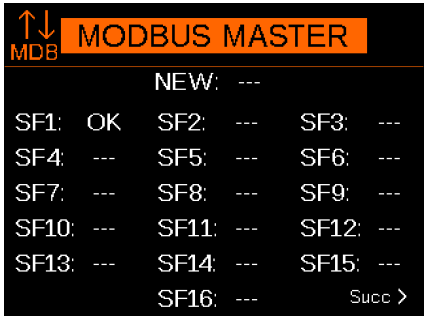 MDB MODBUS MASTER
NEW: ---
SF1: OK SF2: --- SF3: ---
SF4: --- SF5: --- SF6: ---
SF7: --- SF8: --- SF9: ---
SF10: --- SF11: --- SF12: ---
SF13: --- SF14: --- SF15: ---
SF16: --- Succ >